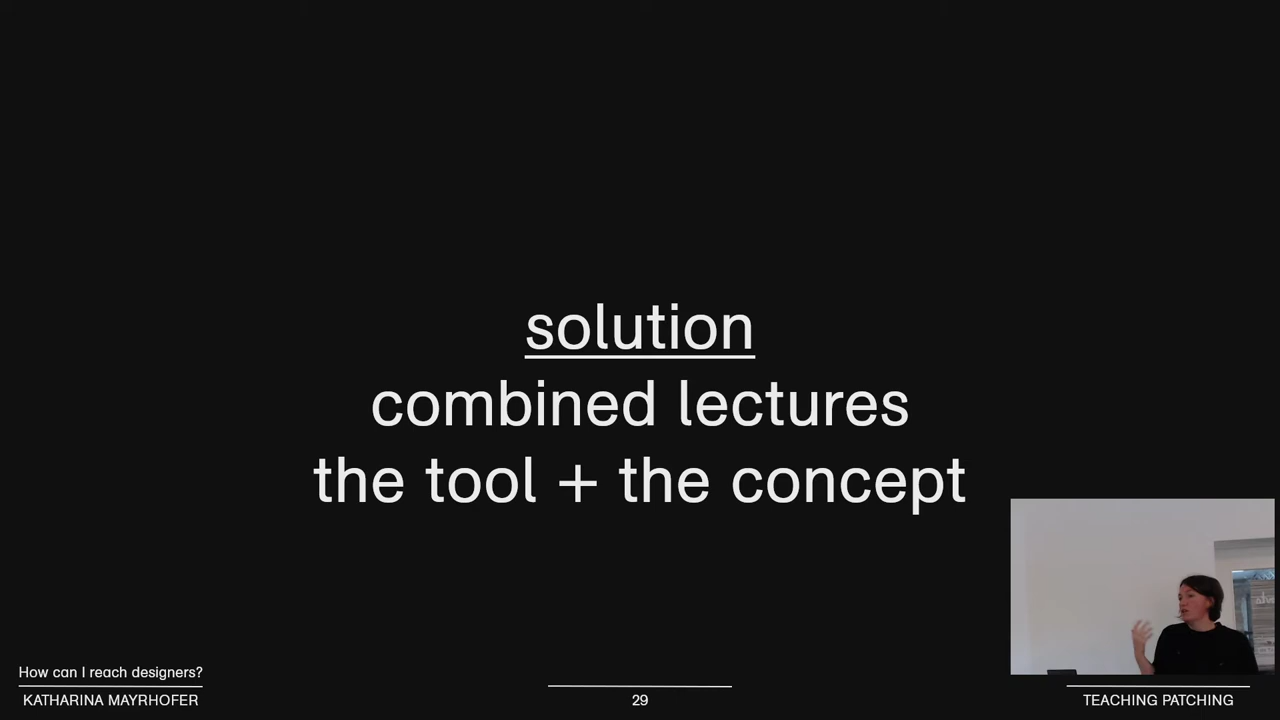 solution
combined lectures
the tool + the concept
How can I reach designers?
KATHARINA MAYRHOFER
29
TEACHING PATCHING